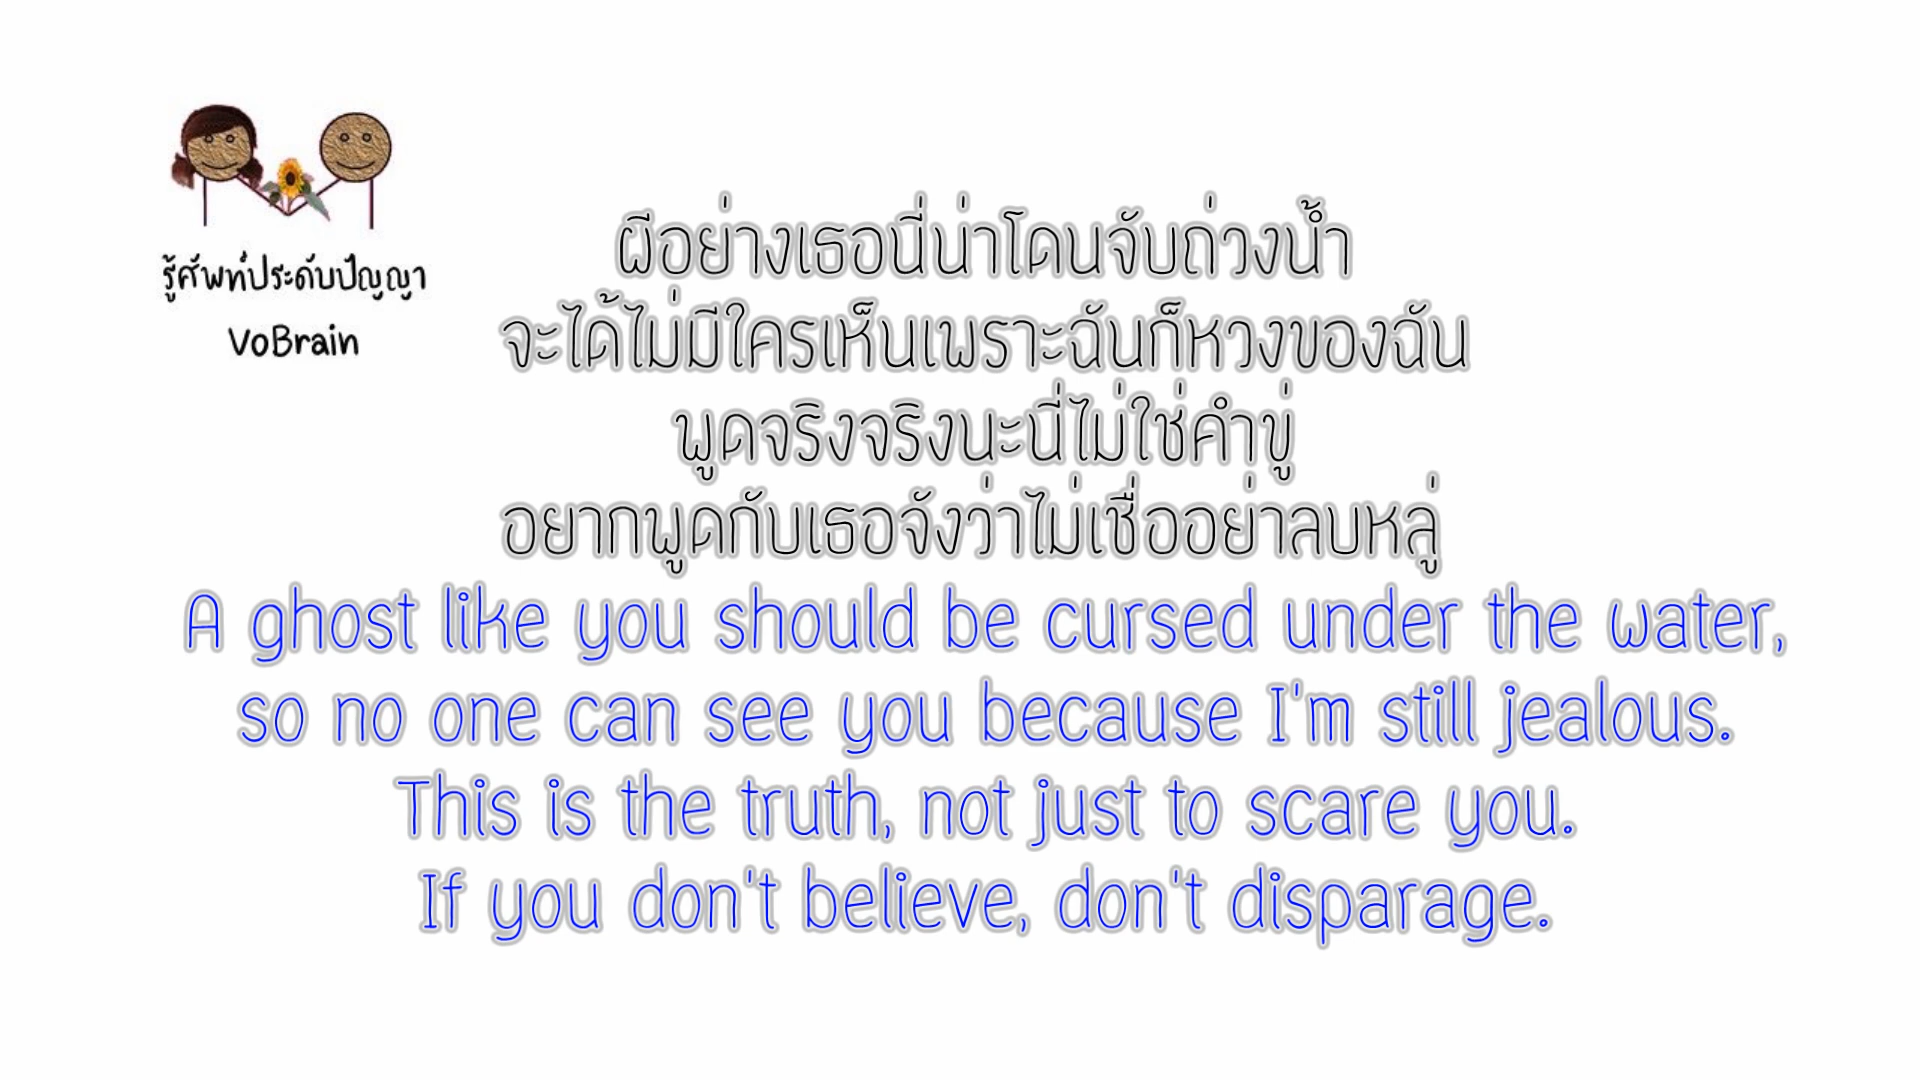 รู้ศัพท์ประดับปัญญา
VoBrain
ผีอย่างเธอนี่น่าโดนจับถ่วงน้ำ
จะได้ไม่มีใครเห็นเพราะฉันก็หวงของฉัน
พูดจริงจริงนะนี่ไม่ใช่คำขู่
อยากพูดกับเธอจังว่าไม่เชื่ออย่าลบหลู่
A ghost like you should be cursed under the water,
so no one can see you because I'm still jealous.
This is the truth, not just to scare you.
If you don't believe, don't disparage.